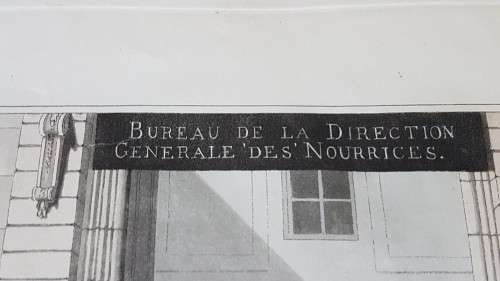 BUREAU DE LA DIRECTION
GENERALE 'DES' NOURRICES.